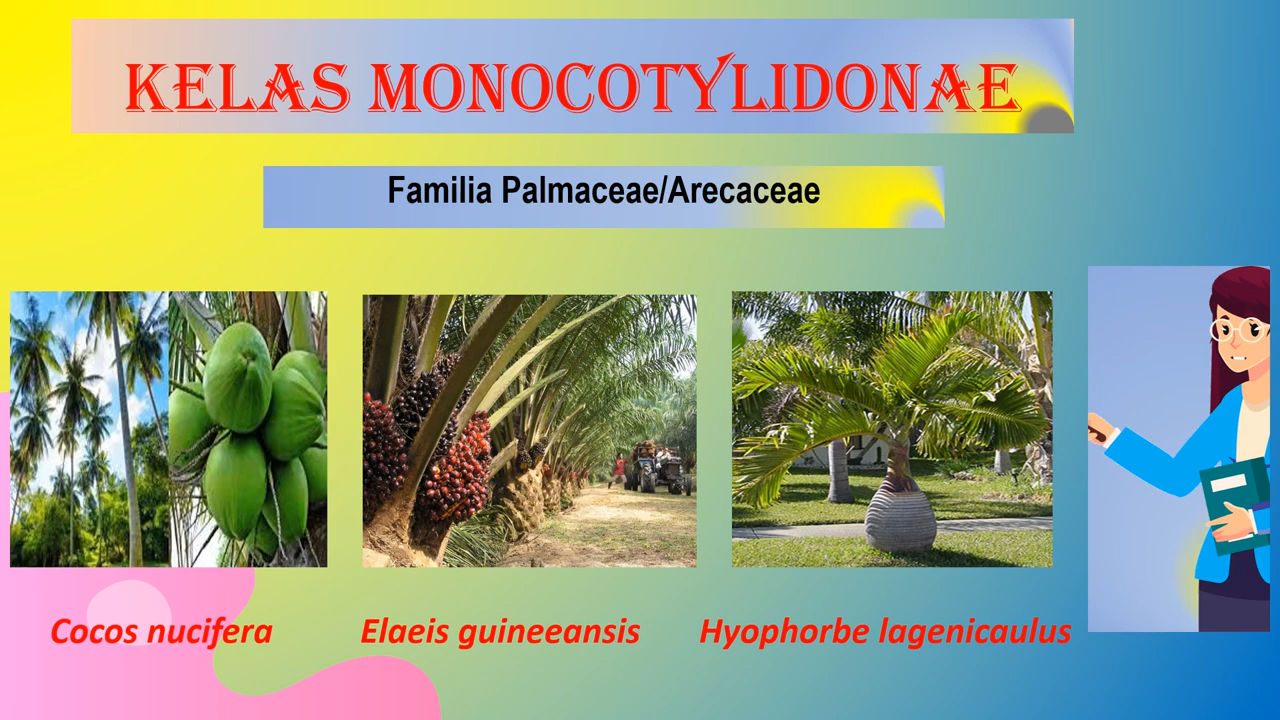 KELAS MONOCOTYLIDONAE
Familia Palmaceae/Arecaceae
Cocos nucifera
Elaeis guineeansis
Hyophorbe lagenicaulus